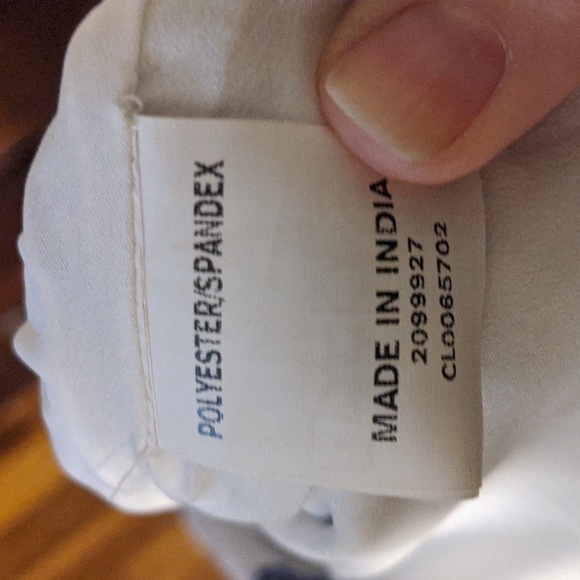 POLYESTER/SPANDEX
MADE IN INDIA
2099927
CL0065702